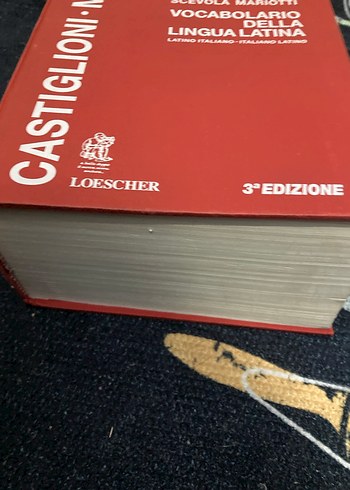 SCEVOLA MARIOTTI
VOCABOLARIO
DELLA
LINGUA LATINA
LATINO ITALIANO - ITALIANO LATINO
CASTIGLIONI
LOESCHER
3ª EDIZIONE